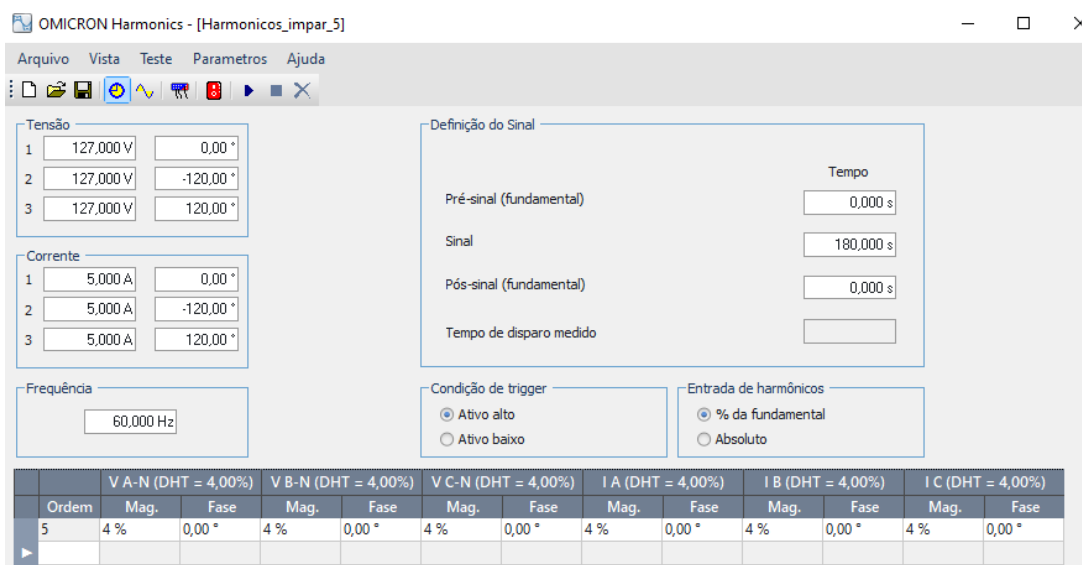 OMICRON Harmonics - [Harmonicos_impar_5]
Arquivo Vista Teste Parametros Ajuda
Tensão
1 127,000 V 0,00 °
2 127,000 V -120,00 °
3 127,000 V 120,00 °
Corrente
1 5,000 A 0,00 °
2 5,000 A -120,00 °
3 5,000 A 120,00 °
Frequência
60,000 Hz
Definição do Sinal
Tempo
Pré-sinal (fundamental) 0,000 s
Sinal 180,000 s
Pós-sinal (fundamental) 0,000 s
Tempo de disparo medido
Condição de trigger
Ativo alto
Ativo baixo
Entrada de harmônicos
% da fundamental
Absoluto
V A-N (DHT = 4,00%) V B-N (DHT = 4,00%) V C-N (DHT = 4,00%) I A (DHT = 4,00%) I B (DHT = 4,00%) I C (DHT = 4,00%)
Ordem Mag. Fase Mag. Fase Mag. Fase Mag. Fase Mag. Fase Mag. Fase
5 4 % 0,00 ° 4 % 0,00 ° 4 % 0,00 ° 4 % 0,00 ° 4 % 0,00 ° 4 % 0,00 °